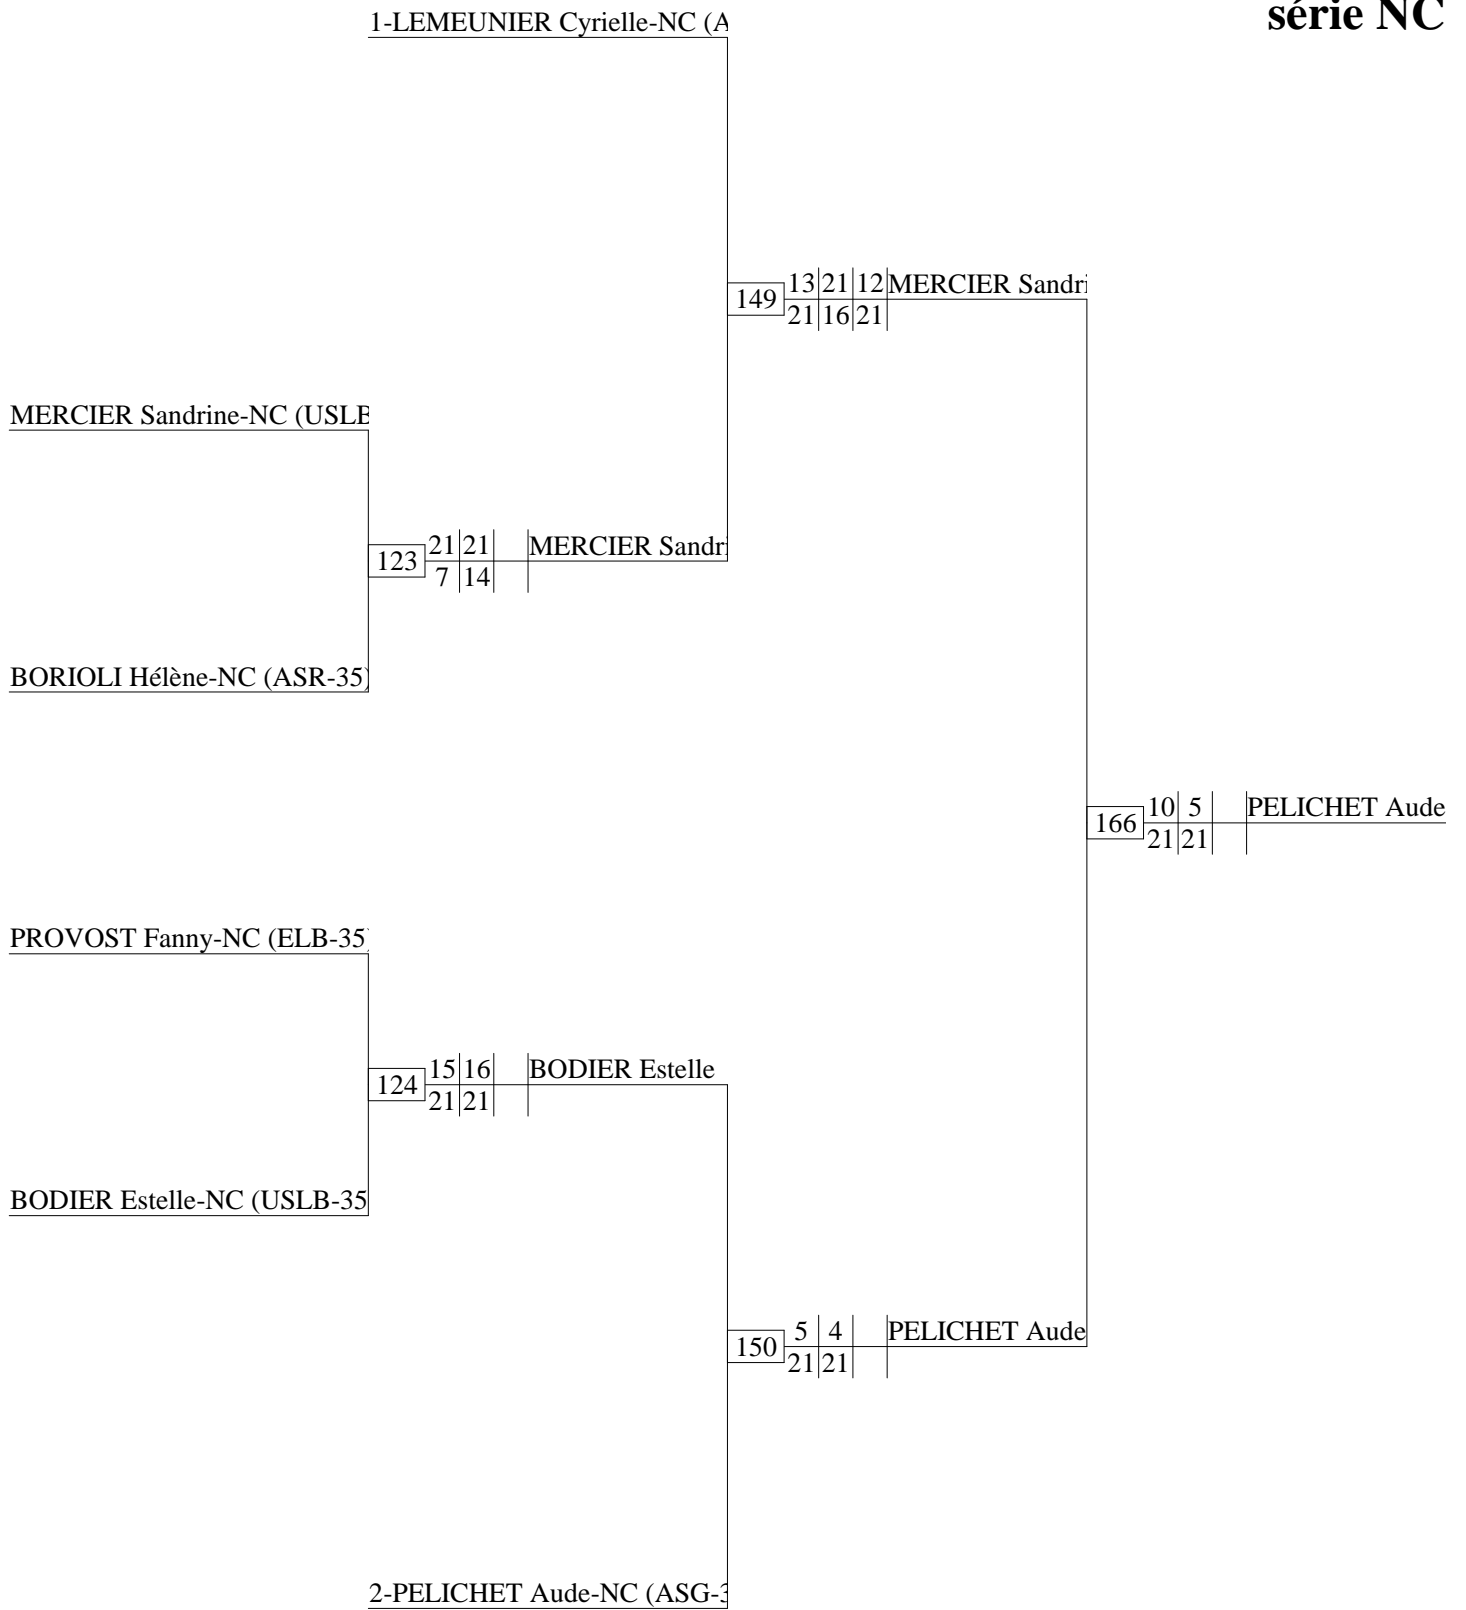 série NC
1-LEMEUNIER Cyrielle-NC (A
149 13 21 12 MERCIER Sandri
21 16 21
MERCIER Sandrine-NC (USLB
123 21 21 MERCIER Sandri
7 14
BORIOLI Hélène-NC (ASR-35)
166 10 5 PELICHET Aude
21 21
PROVOST Fanny-NC (ELB-35)
124 15 16 BODIER Estelle
21 21
BODIER Estelle-NC (USLB-35
150 5 4 PELICHET Aude
21 21
2-PELICHET Aude-NC (ASG-3